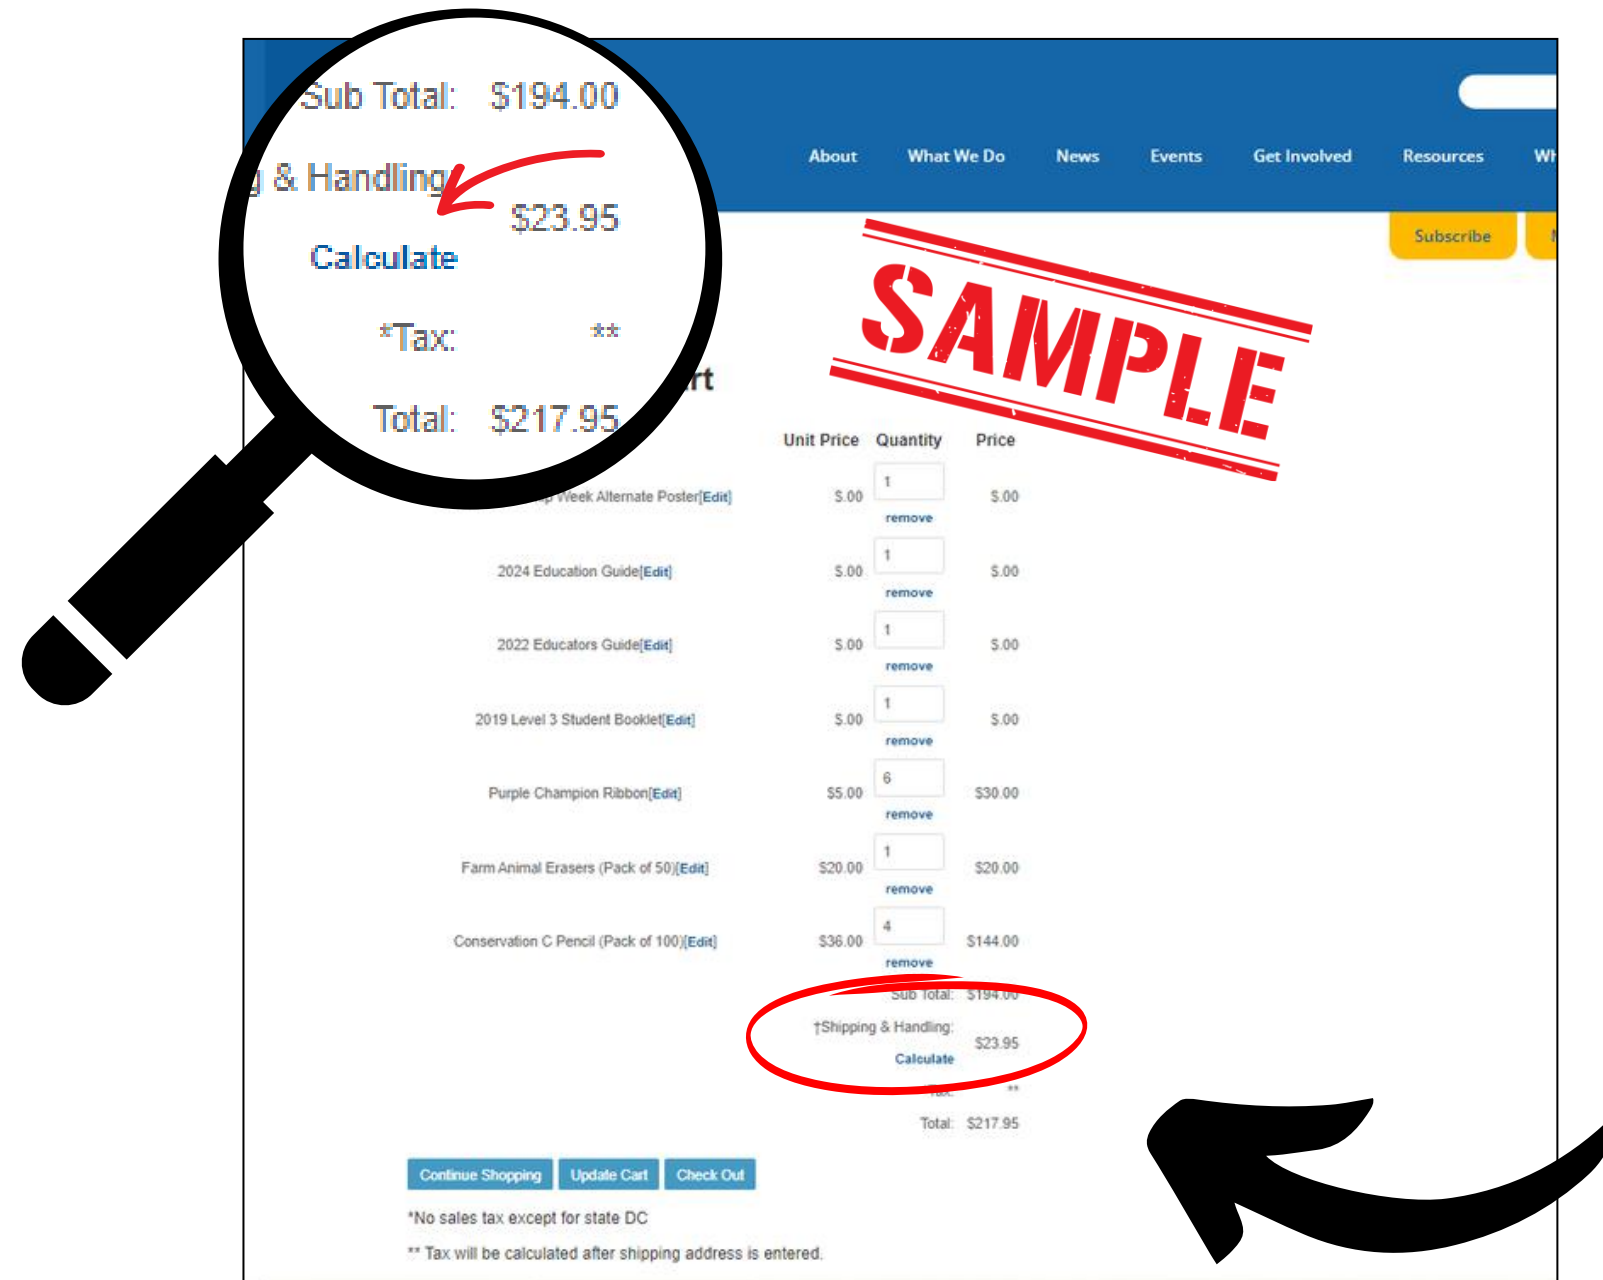 Sub Total: $194.00
& Handling:
$23.95
Calculate
*Tax: **
Total: $217.95
About What We Do News Events Get Involved Resources
Subscribe
SAMPLE
Unit Price Quantity Price
Week Alternate Poster[Edit] $.00 1 $.00
remove
2024 Education Guide[Edit] $.00 1 $.00
remove
2022 Educators Guide[Edit] $.00 1 $.00
remove
2019 Level 3 Student Booklet[Edit] $.00 1 $.00
remove
Purple Champion Ribbon[Edit] $5.00 6 $30.00
remove
Farm Animal Erasers (Pack of 50)[Edit] $20.00 1 $20.00
remove
Conservation C Pencil (Pack of 100)[Edit] $36.00 4 $144.00
remove
Sub Total: $194.00
†Shipping & Handling:
$23.95
Calculate
Tax: **
Total: $217.95
Continue Shopping Update Cart Check Out
*No sales tax except for state DC
** Tax will be calculated after shipping address is entered.